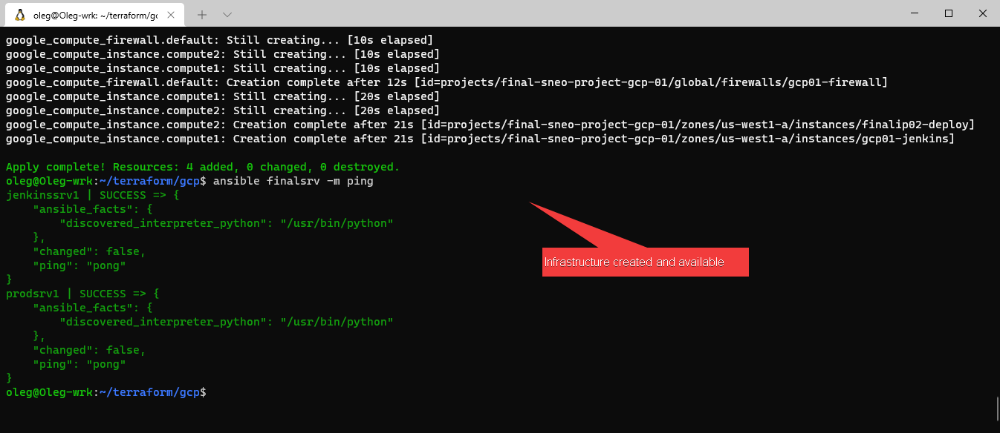 oleg@Oleg-wrk: ~/terraform/gc
google_compute_firewall.default: Still creating... [10s elapsed]
google_compute_instance.compute2: Still creating... [10s elapsed]
google_compute_instance.compute1: Still creating... [10s elapsed]
google_compute_firewall.default: Creation complete after 12s [id=projects/final-sneo-project-gcp-01/global/firewalls/gcp01-firewall]
google_compute_instance.compute1: Still creating... [20s elapsed]
google_compute_instance.compute2: Still creating... [20s elapsed]
google_compute_instance.compute2: Creation complete after 21s [id=projects/final-sneo-project-gcp-01/zones/us-west1-a/instances/finalip02-deploy]
google_compute_instance.compute1: Creation complete after 21s [id=projects/final-sneo-project-gcp-01/zones/us-west1-a/instances/gcp01-jenkins]
Apply complete! Resources: 4 added, 0 changed, 0 destroyed.
oleg@Oleg-wrk:~/terraform/gcp$ ansible finalsrv -m ping
jenkinssrv1 | SUCCESS => {
    "ansible_facts": {
        "discovered_interpreter_python": "/usr/bin/python"
    },
    "changed": false,
    "ping": "pong"
}
Infrastructure created and available
prodsrv1 | SUCCESS => {
    "ansible_facts": {
        "discovered_interpreter_python": "/usr/bin/python"
    },
    "changed": false,
    "ping": "pong"
}
oleg@Oleg-wrk:~/terraform/gcp$